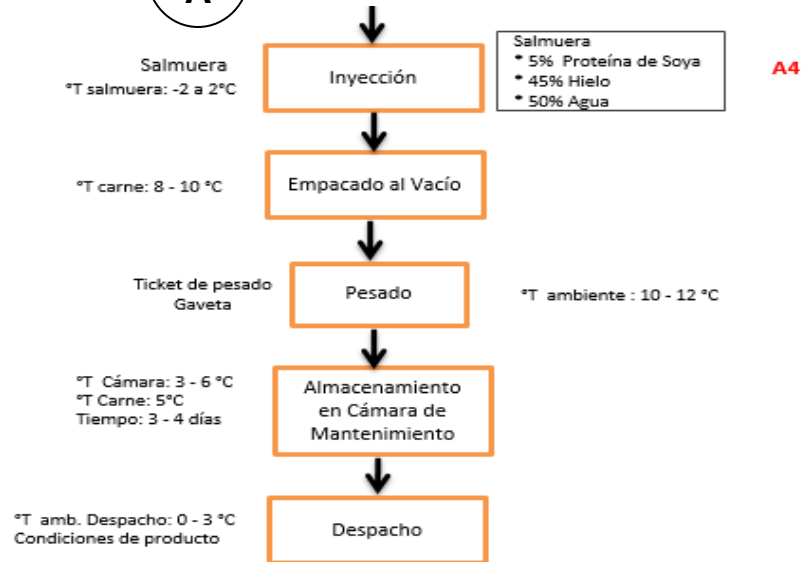 A
Salmuera
°T salmuera: -2 a 2°C
Inyección
Salmuera
* 5% Proteína de Soya
* 45% Hielo
* 50% Agua
A4
°T carne: 8 - 10 °C
Empacado al Vacío
Ticket de pesado
Gaveta
Pesado
°T ambiente : 10 - 12 °C
°T Cámara: 3 - 6 °C
°T Carne: 5°C
Tiempo: 3 - 4 días
Almacenamiento
en Cámara de
Mantenimiento
°T amb. Despacho: 0 - 3 °C
Condiciones de producto
Despacho